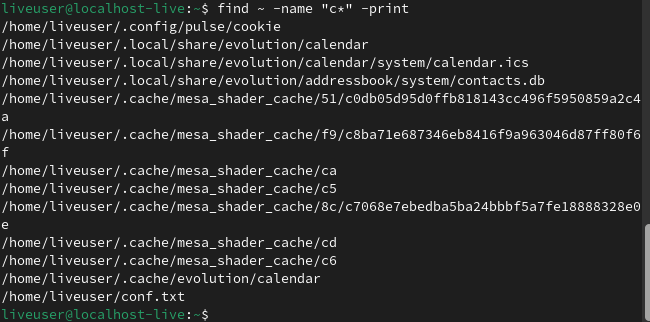 liveuser@localhost-live:~$ find ~ -name "c*" -print
/home/liveuser/.config/pulse/cookie
/home/liveuser/.local/share/evolution/calendar
/home/liveuser/.local/share/evolution/calendar/system/calendar.ics
/home/liveuser/.local/share/evolution/addressbook/system/contacts.db
/home/liveuser/.cache/mesa_shader_cache/51/c0db05d95d0ffb818143cc496f5950859a2c4
a
/home/liveuser/.cache/mesa_shader_cache/f9/c8ba71e687346eb8416f9a963046d87ff80f6
f
/home/liveuser/.cache/mesa_shader_cache/ca
/home/liveuser/.cache/mesa_shader_cache/c5
/home/liveuser/.cache/mesa_shader_cache/8c/c7068e7ebedba5ba24bbbf5a7fe18888328e0
e
/home/liveuser/.cache/mesa_shader_cache/cd
/home/liveuser/.cache/mesa_shader_cache/c6
/home/liveuser/.cache/evolution/calendar
/home/liveuser/conf.txt
liveuser@localhost-live:~$